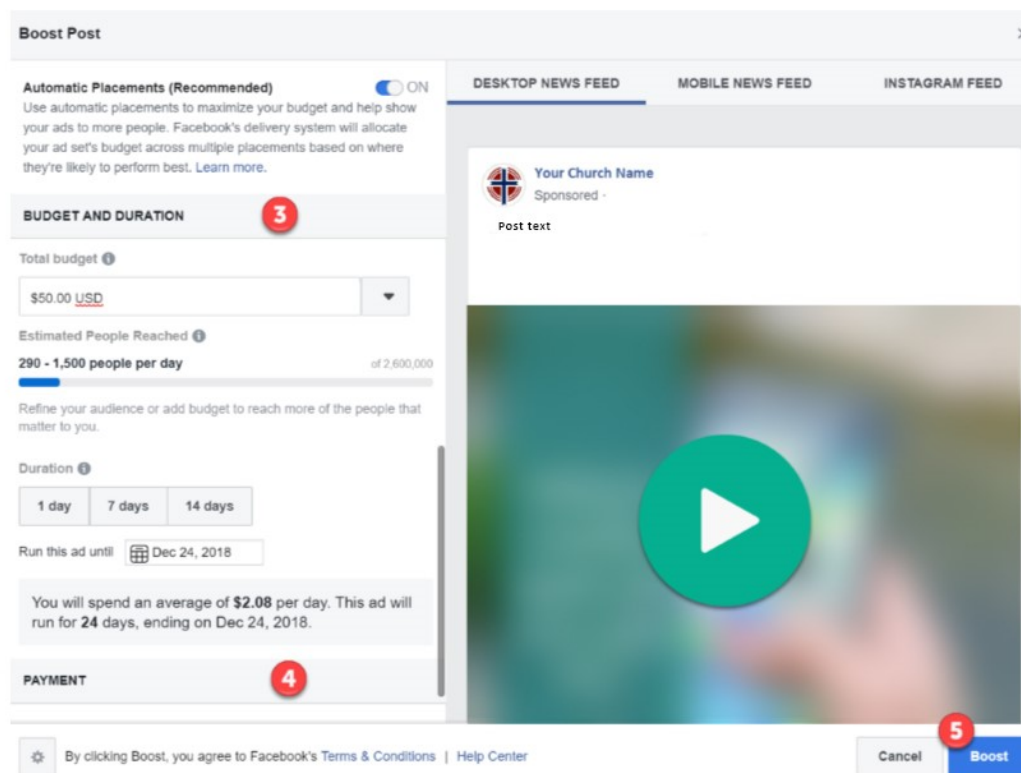 Boost Post
Automatic Placements (Recommended)
ON
Use automatic placements to maximize your budget and help show
your ads to more people. Facebook's delivery system will allocate
your ad set's budget across multiple placements based on where
they're likely to perform best. Learn more.
BUDGET AND DURATION
3
Total budget
$50.00 USD
Estimated People Reached
290 - 1,500 people per day
of 2,600,000
Refine your audience or add budget to reach more of the people that
matter to you.
Duration
1 day
7 days
14 days
Run this ad until
Dec 24, 2018
You will spend an average of $2.08 per day. This ad will
run for 24 days, ending on Dec 24, 2018.
PAYMENT
4
DESKTOP NEWS FEED
MOBILE NEWS FEED
INSTAGRAM FEED
Your Church Name
Sponsored ·
Post text
By clicking Boost, you agree to Facebook's Terms & Conditions | Help Center
Cancel
5
Boost